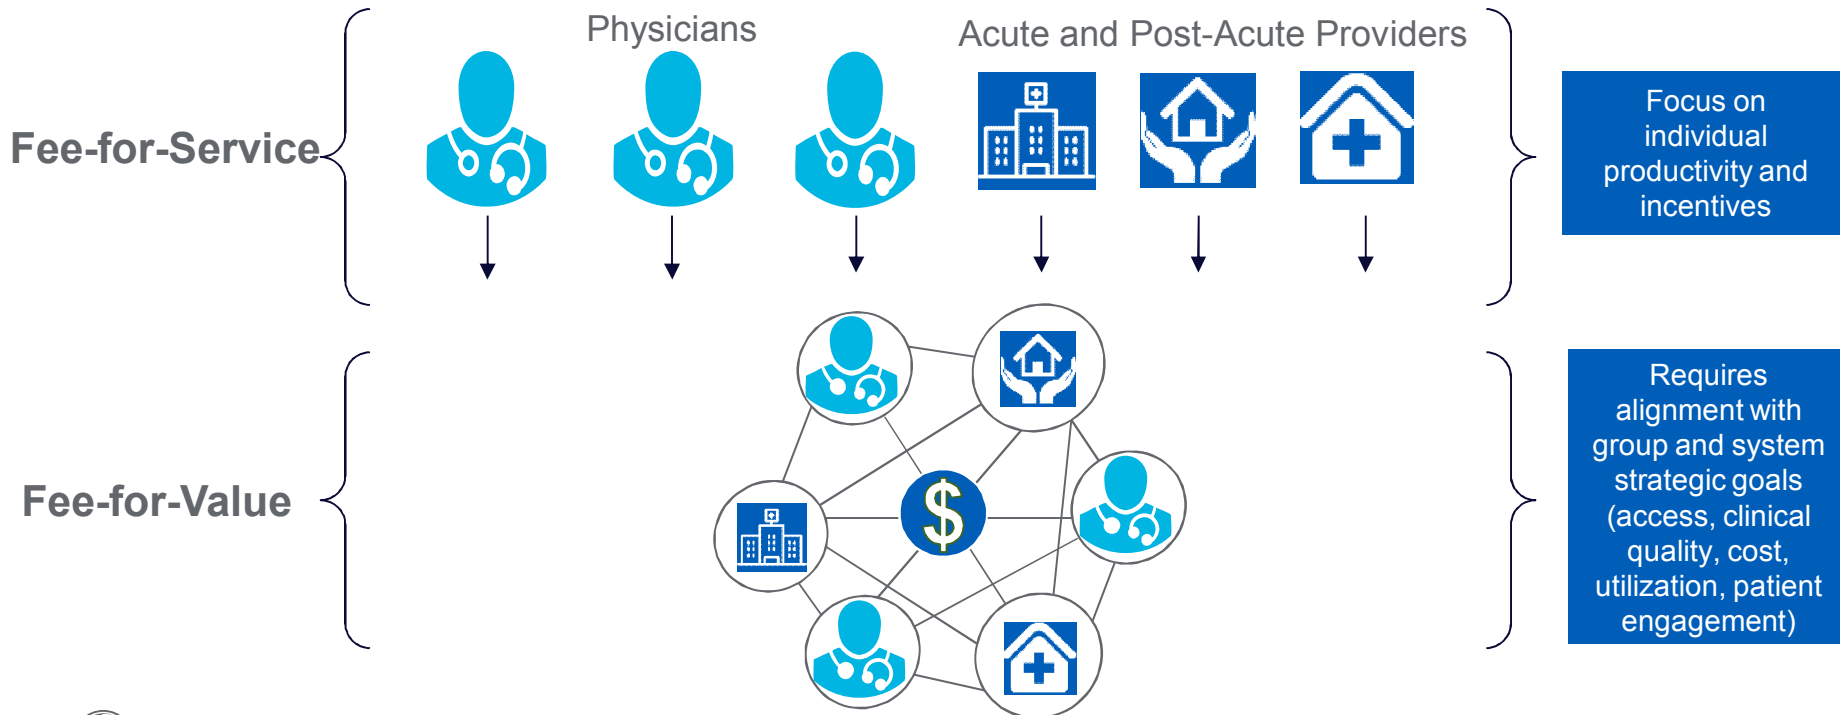 Physicians
Acute and Post-Acute Providers
Fee-for-Service
Focus on
individual
productivity and
incentives
Fee-for-Value
$
Requires
alignment with
group and system
strategic goals
(access, clinical
quality, cost,
utilization, patient
engagement)